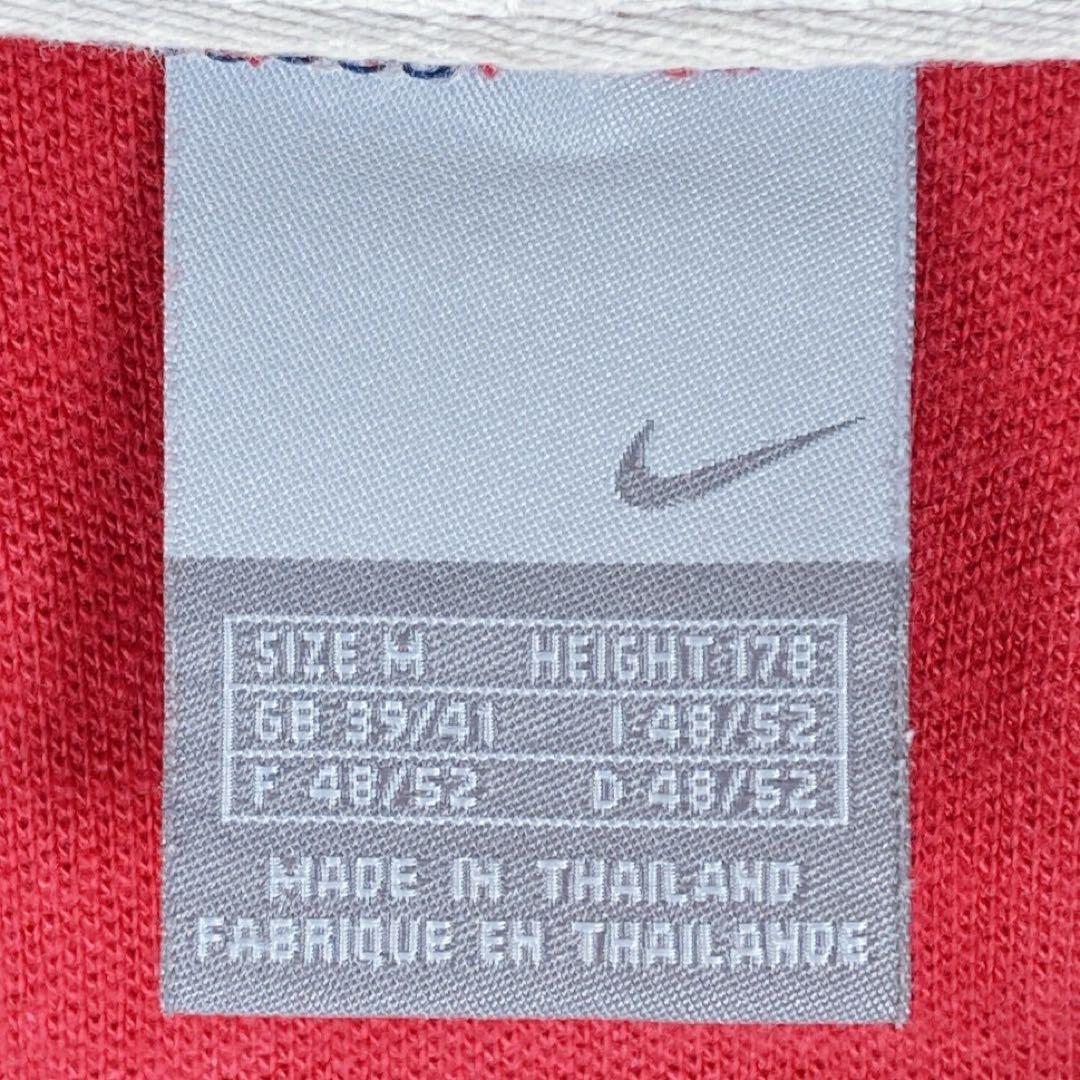 SIZE M HEIGHT 178
GB 39/41 I 48/52
F 48/52 D 48/52
MADE IN THAILAND
FABRIQUE EN THAILANDE